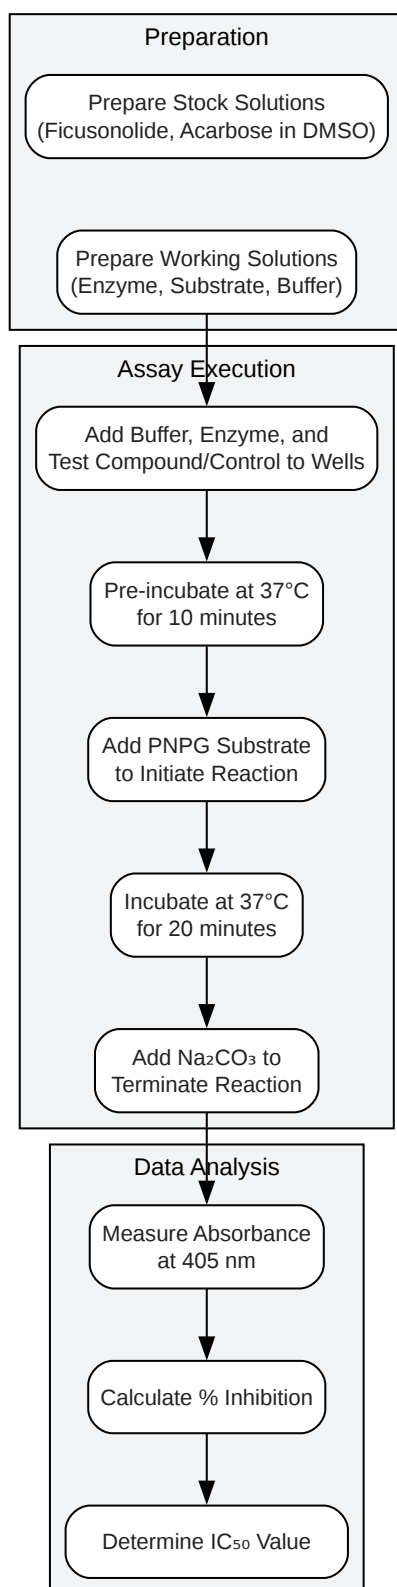 Preparation
Prepare Stock Solutions
(Ficusonolide, Acarbose in DMSO)
Prepare Working Solutions
(Enzyme, Substrate, Buffer)
Assay Execution
Add Buffer, Enzyme, and
Test Compound/Control to Wells
Pre-incubate at 37°C
for 10 minutes
Add PNPG Substrate
to Initiate Reaction
Incubate at 37°C
for 20 minutes
Add Na₂CO₃ to
Terminate Reaction
Data Analysis
Measure Absorbance
at 405 nm
Calculate % Inhibition
Determine IC₅₀ Value